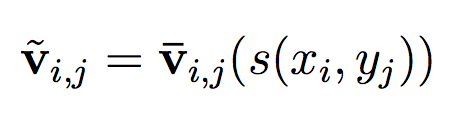 ṽ_{i,j} = v̄_{i,j}(s(x_i, y_j))